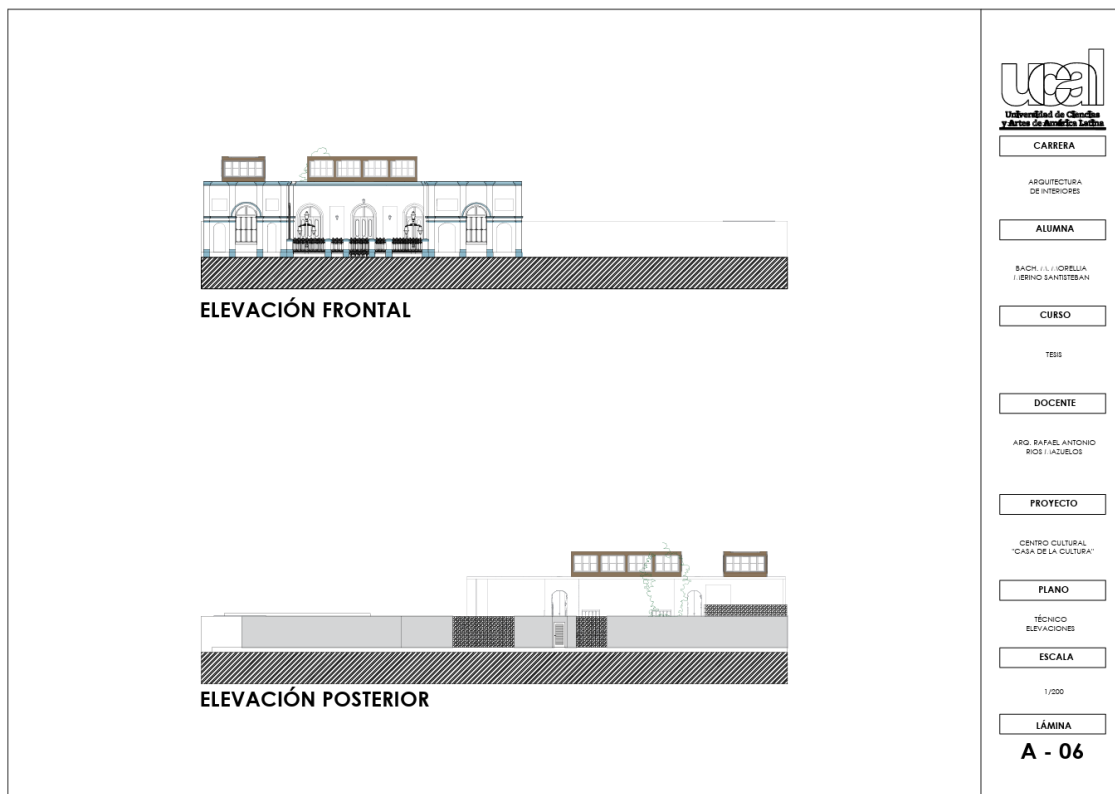 ELEVACIÓN FRONTAL
ELEVACIÓN POSTERIOR
ucal
Universidad de Ciencias
y Artes de América Latina
CARRERA
ARQUITECTURA
DE INTERIORES
ALUMNA
BACH.
SANTISTEBAN
CURSO
TESIS
DOCENTE
ARQ. RAFAEL ANTONIO
RIOS
PROYECTO
CENTRO CULTURAL
"CASA DE LA CULTURA"
PLANO
TÉCNICO
ELEVACIONES
ESCALA
1/200
LÁMINA
A - 06